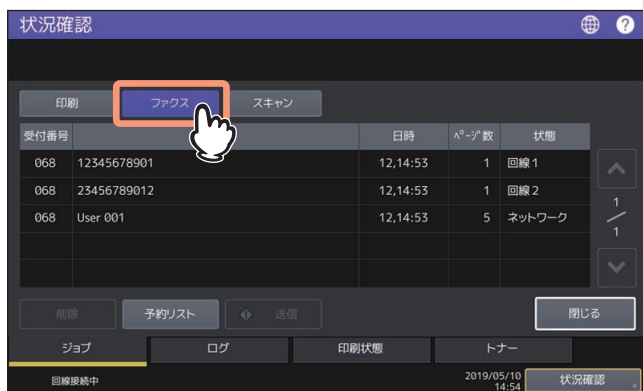 状況確認
?
印刷 ファクス スキャン
受付番号 日時 ページ数 状態
068 12345678901 12,14:53 1 回線1
068 23456789012 12,14:53 1 回線2
068 User 001 12,14:53 5 ネットワーク
1
1
削除 予約リスト 送信 閉じる
ジョブ ログ 印刷状態 トナー
回線接続中 2019/05/10 状況確認
14:54